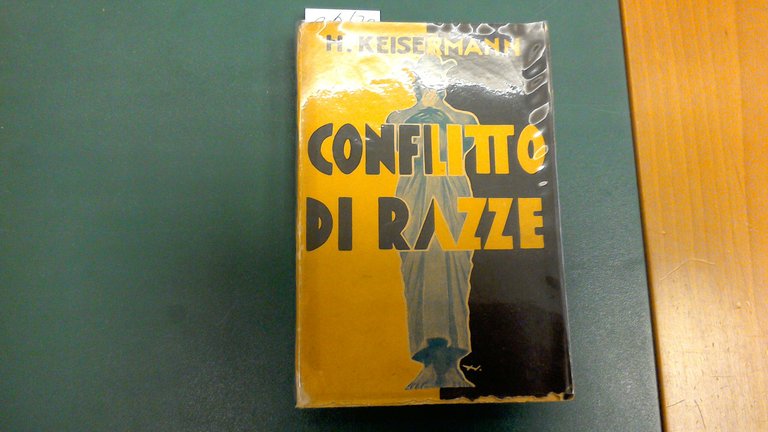 H. KEISERMANN
CONFLITTO
DI RAZZE
W.